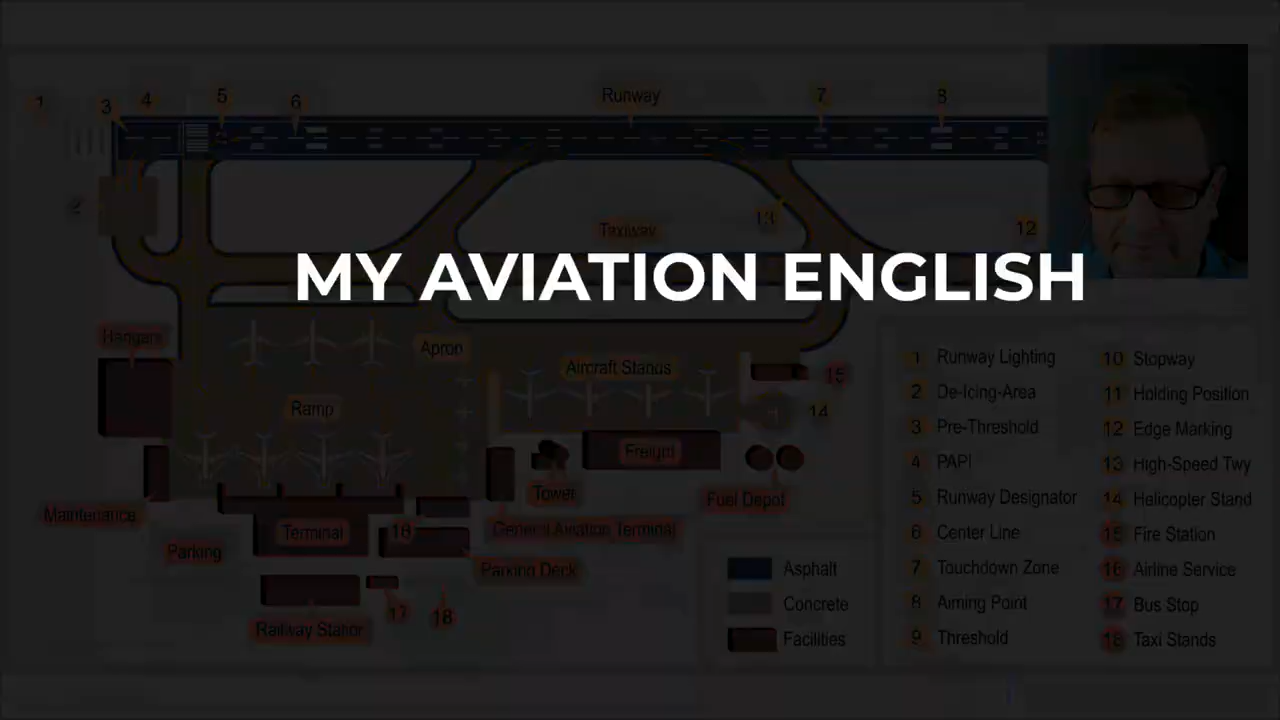 1
3
4
5
6
Runway
7
8
2
13
12
Taxiway
MY AVIATION ENGLISH
Hangars
Apron
Aircraft Stands
15
Ramp
14
Freight
Tower
Fuel Depot
Maintenance
General Aviation Terminal
Terminal
16
Parking
Parking Deck
17
18
Railway Station
Asphalt
Concrete
Facilities
1 Runway Lighting
2 De-Icing-Area
3 Pre-Threshold
4 PAPI
5 Runway Designator
6 Center Line
7 Touchdown Zone
8 Aiming Point
9 Threshold
10 Stopway
11 Holding Position
12 Edge Marking
13 High-Speed Twy
14 Helicopter Stand
15 Fire Station
16 Airline Service
17 Bus Stop
18 Taxi Stands